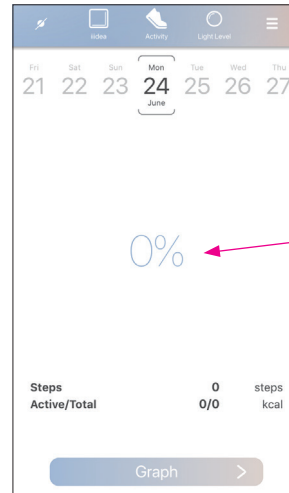 Aidea Activity Light Level
Fri Sat Sun Mon Tue Wed Thu
21 22 23 24 25 26 27
June
0%
Steps 0 steps
Active/Total 0/0 kcal
Graph